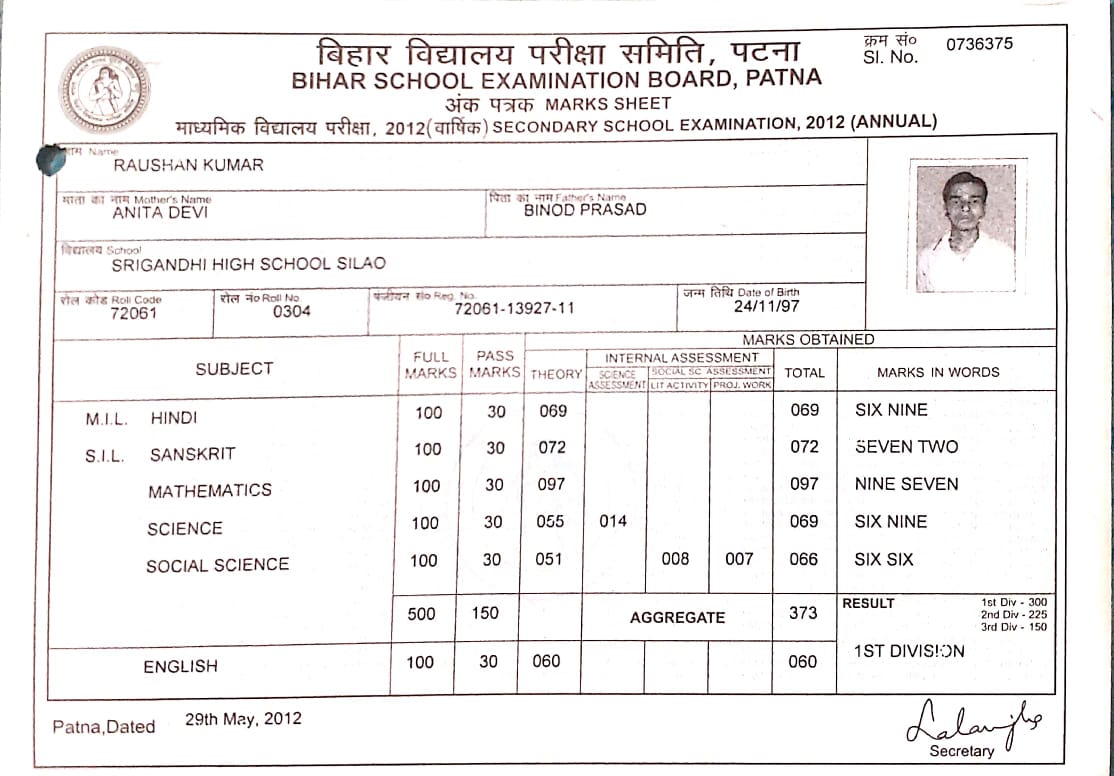 बिहार विद्यालय परीक्षा समिति, पटना
क्रम सं० 0736375
Sl. No.
BIHAR SCHOOL EXAMINATION BOARD, PATNA
अंक पत्रक MARKS SHEET
माध्यमिक विद्यालय परीक्षा, 2012(वार्षिक) SECONDARY SCHOOL EXAMINATION, 2012 (ANNUAL)
नाम Name
RAUSHAN KUMAR
माता का नाम Mother's Name पिता का नाम Father's Name
ANITA DEVI BINOD PRASAD
विद्यालय School
SRIGANDHI HIGH SCHOOL SILAO
रोल कोड Roll Code रोल नं० Roll No. पंजीयन सं० Reg. No. जन्म तिथि Date of Birth
72061 0304 72061-13927-11 24/11/97
MARKS OBTAINED
SUBJECT FULL MARKS PASS MARKS THEORY INTERNAL ASSESSMENT TOTAL MARKS IN WORDS
SCIENCE ASSESSMENT SOCIAL SC. ASSESSMENT
LIT ACTIVITY PROJ. WORK
M.I.L. HINDI 100 30 069 069 SIX NINE
S.I.L. SANSKRIT 100 30 072 072 SEVEN TWO
MATHEMATICS 100 30 097 097 NINE SEVEN
SCIENCE 100 30 055 014 069 SIX NINE
SOCIAL SCIENCE 100 30 051 008 007 066 SIX SIX
500 150 AGGREGATE 373 RESULT 1st Div - 300
2nd Div - 225
3rd Div - 150
ENGLISH 100 30 060 060 1ST DIVISION
Patna,Dated 29th May, 2012
Secretary